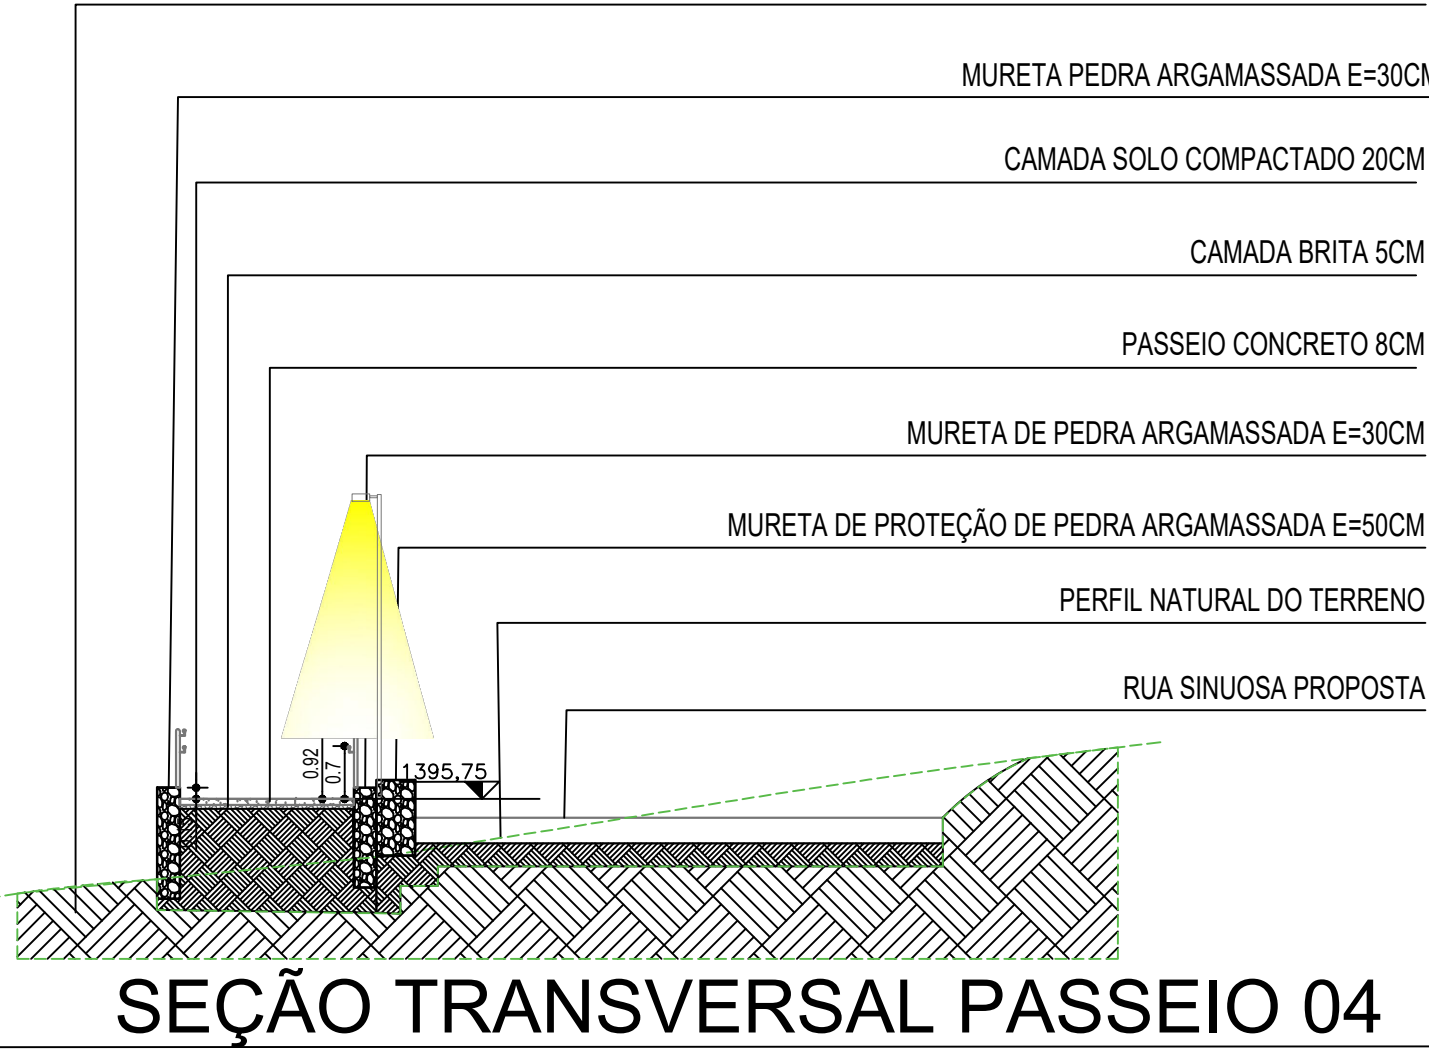 MURETA PEDRA ARGAMASSADA E=30CM
CAMADA SOLO COMPACTADO 20CM
CAMADA BRITA 5CM
PASSEIO CONCRETO 8CM
MURETA DE PEDRA ARGAMASSADA E=30CM
MURETA DE PROTEÇÃO DE PEDRA ARGAMASSADA E=50CM
PERFIL NATURAL DO TERRENO
RUA SINUOSA PROPOSTA
0.92
0.7
1395,75
SEÇÃO TRANSVERSAL PASSEIO 04